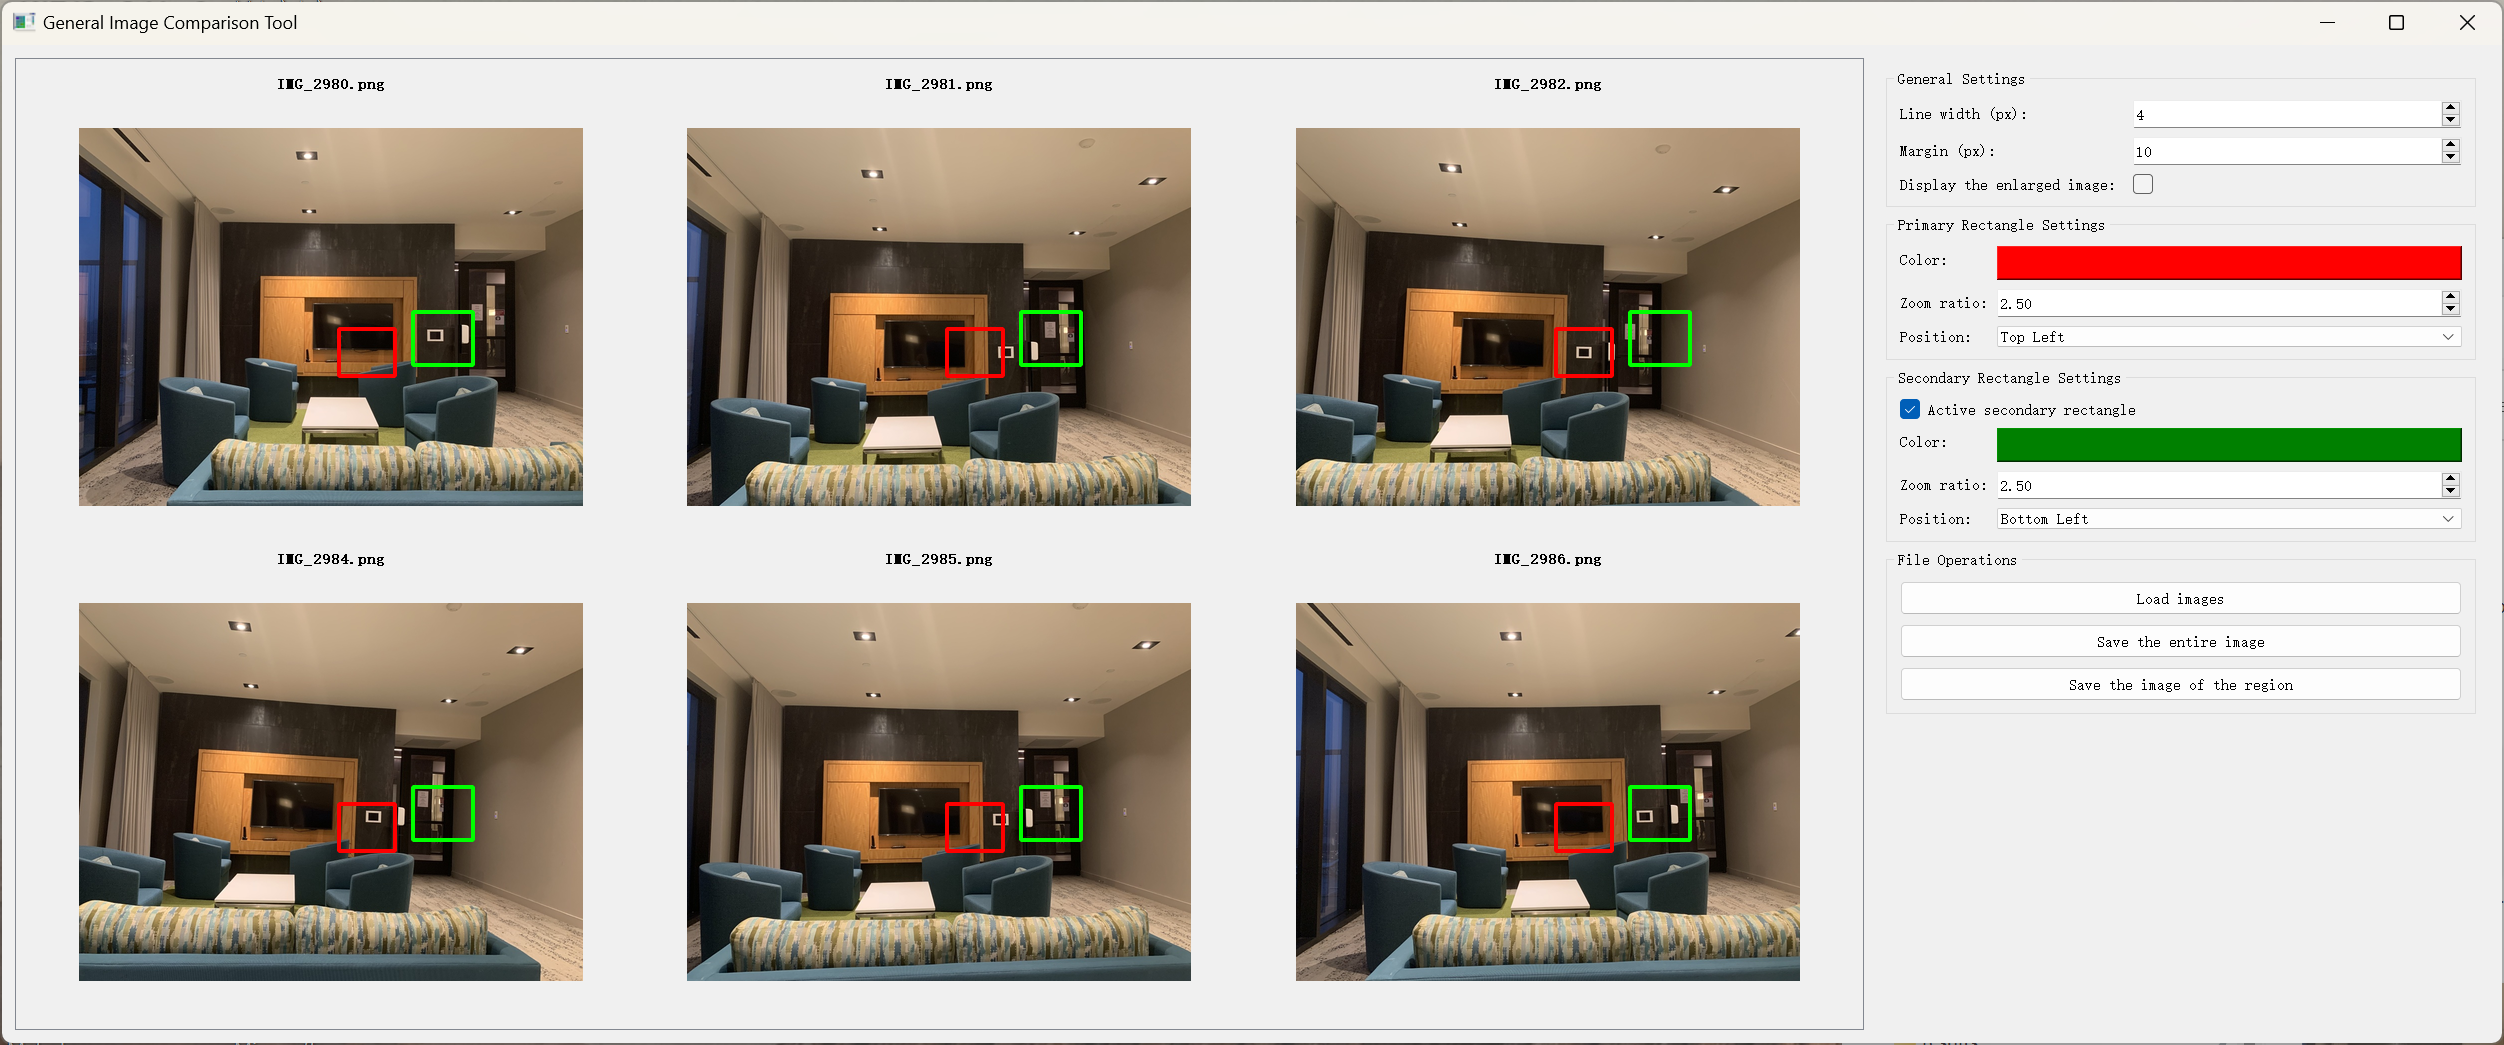 General Image Comparison Tool
IMG_2980.png
IMG_2981.png
IMG_2982.png
IMG_2984.png
IMG_2985.png
IMG_2986.png
General Settings
Line width (px):
4
Margin (px):
10
Display the enlarged image:
Primary Rectangle Settings
Color:
Zoom ratio:
2.50
Position:
Top Left
Secondary Rectangle Settings
Active secondary rectangle
Color:
Zoom ratio:
2.50
Position:
Bottom Left
File Operations
Load images
Save the entire image
Save the image of the region